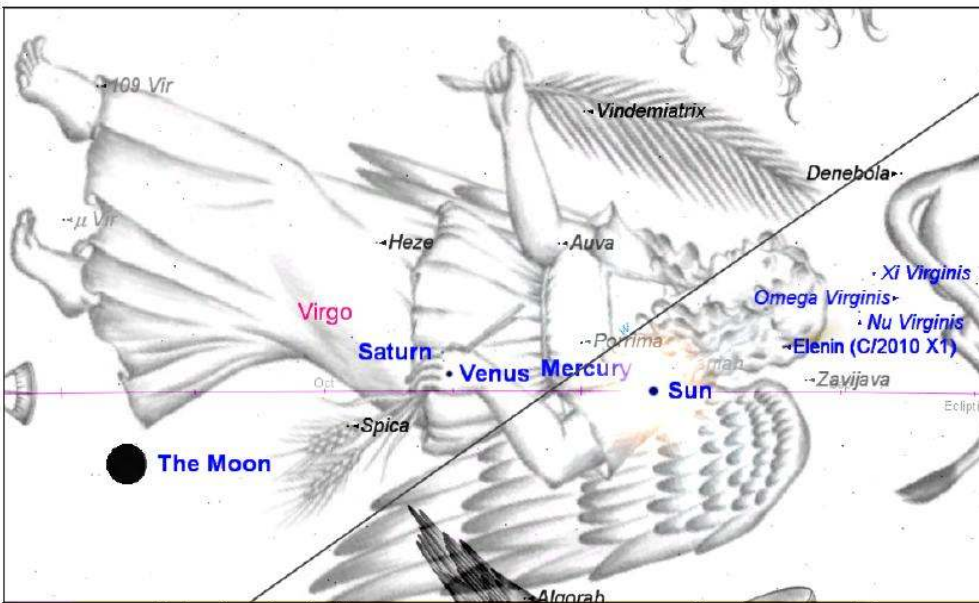 109 Vir
Vindemiatrix
Denebola
μ Vir
Heze
Auva
Xi Virginis
Omega Virginis
Virgo
Nu Virginis
Porrima
Saturn
Elenin (C/2010 X1)
Venus
Mercury
Zavijava
Oct
Sun
Spica
The Moon
Algorab